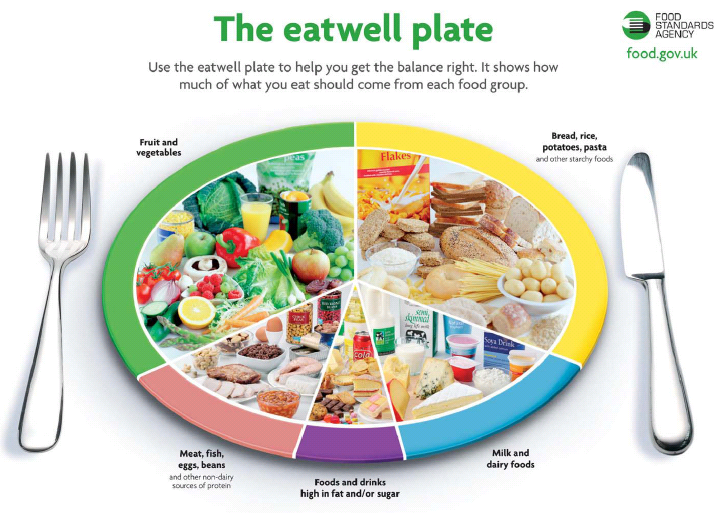 The eatwell plate
FOOD
STANDARDS
AGENCY
food.gov.uk
Use the eatwell plate to help you get the balance right. It shows how
much of what you eat should come from each food group.
Fruit and
vegetables
Bread, rice,
potatoes, pasta
and other starchy foods
peas
Flakes
semi
skimmed
Cola
Soya Drink
Meat, fish,
eggs, beans
and other non-dairy
sources of protein
Foods and drinks
high in fat and/or sugar
Milk and
dairy foods